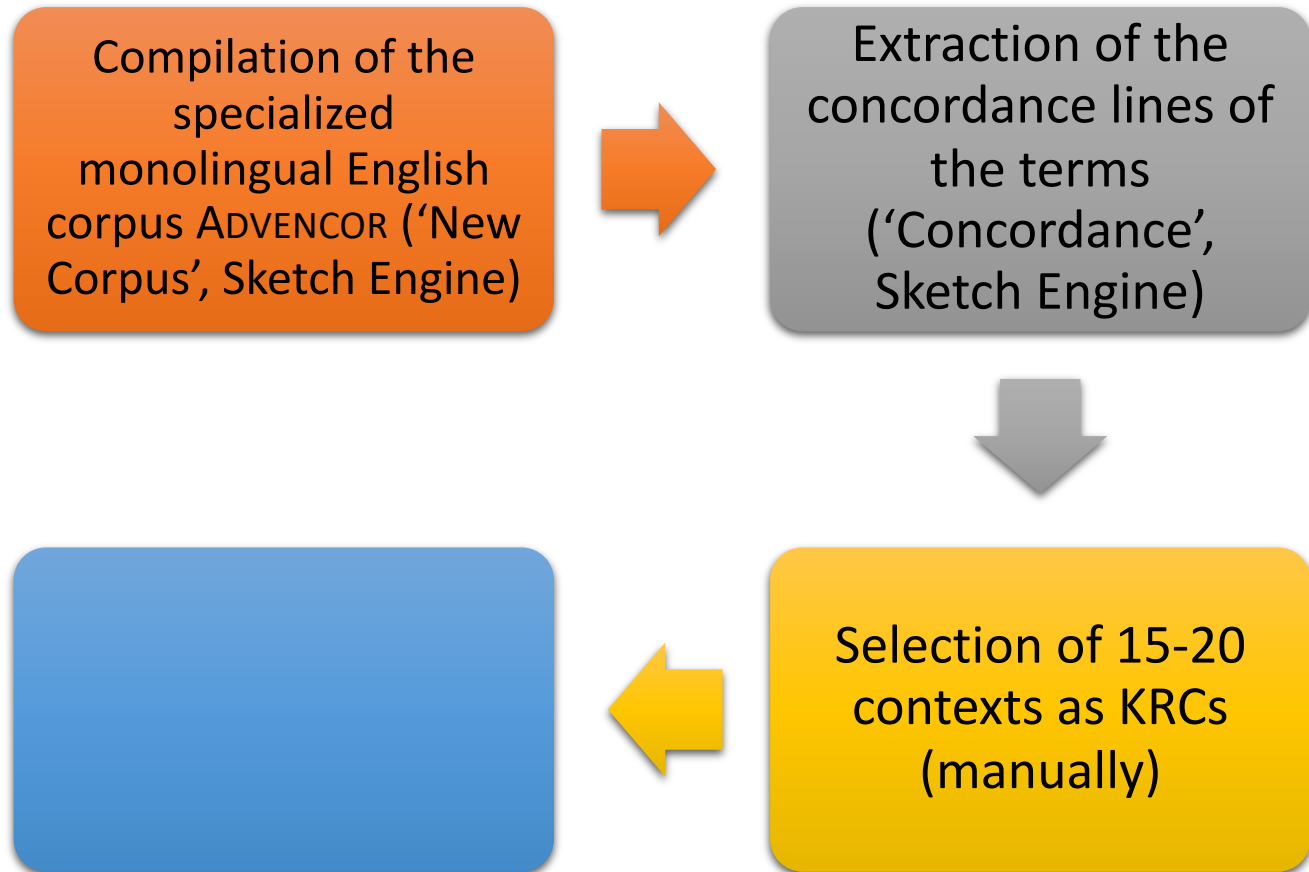 Compilation of the
specialized
monolingual English
corpus ADVENCOR (‘New
Corpus’, Sketch Engine)
Extraction of the
concordance lines of
the terms
(‘Concordance’,
Sketch Engine)
Selection of 15-20
contexts as KRCs
(manually)